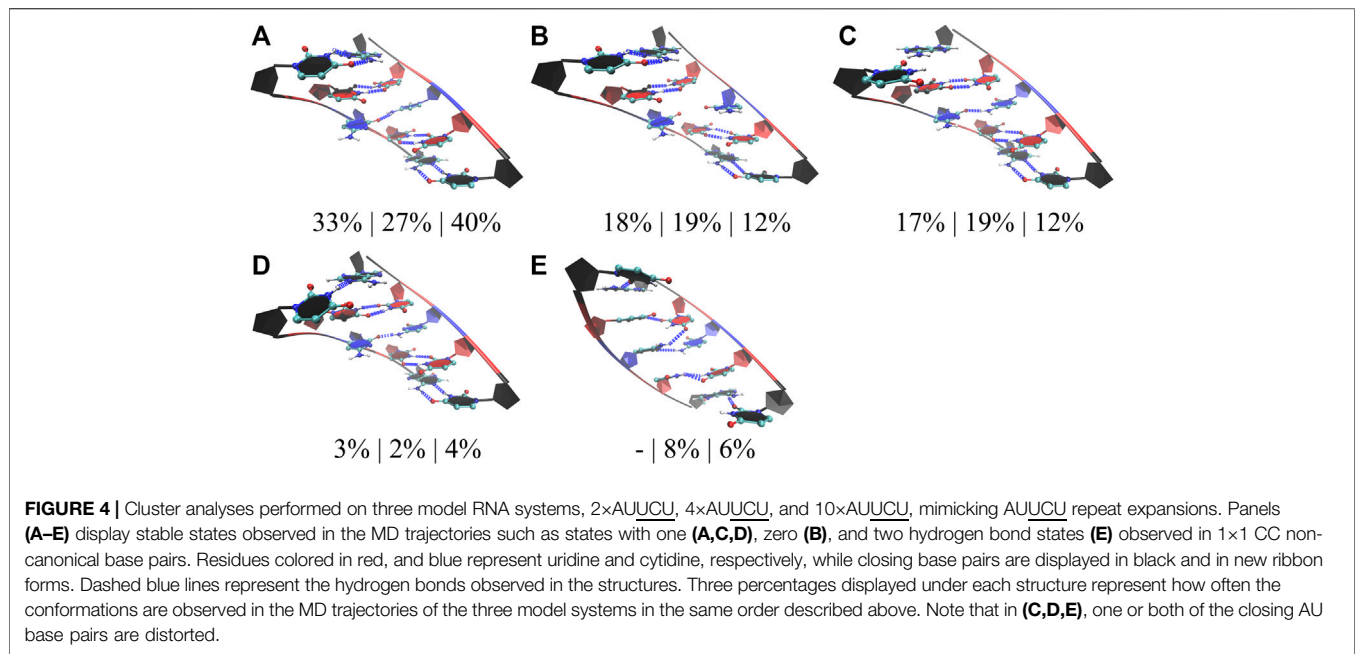 A B C
33% | 27% | 40% 18% | 19% | 12% 17% | 19% | 12%
D E
3% | 2% | 4% - | 8% | 6%
FIGURE 4 | Cluster analyses performed on three model RNA systems, 2×AUUCU, 4×AUUCU, and 10×AUUCU, mimicking AUUCU repeat expansions. Panels
(A–E) display stable states observed in the MD trajectories such as states with one (A,C,D), zero (B), and two hydrogen bond states (E) observed in 1×1 CC non-
canonical base pairs. Residues colored in red, and blue represent uridine and cytidine, respectively, while closing base pairs are displayed in black and in new ribbon
forms. Dashed blue lines represent the hydrogen bonds observed in the structures. Three percentages displayed under each structure represent how often the
conformations are observed in the MD trajectories of the three model systems in the same order described above. Note that in (C,D,E), one or both of the closing AU
base pairs are distorted.